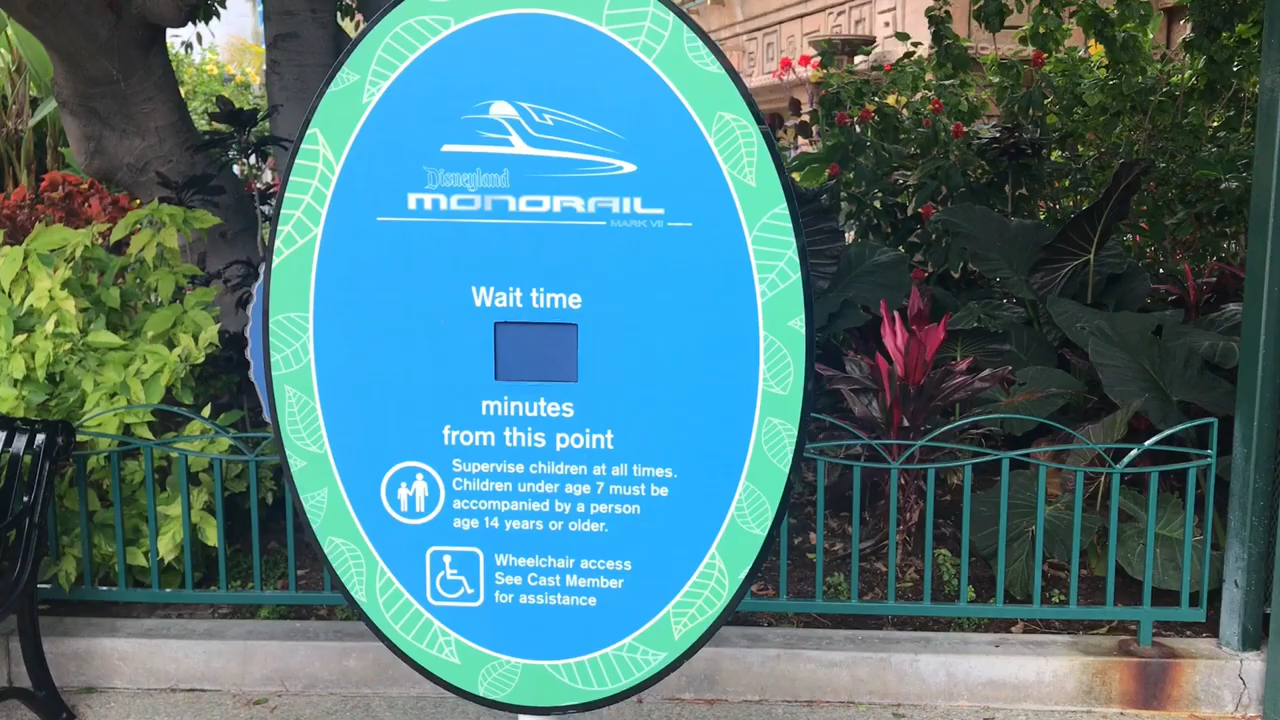 Disneyland
MONORAIL
MARK VII
Wait time
minutes
from this point
Supervise children at all times.
Children under age 7 must be
accompanied by a person
age 14 years or older.
Wheelchair access
See Cast Member
for assistance